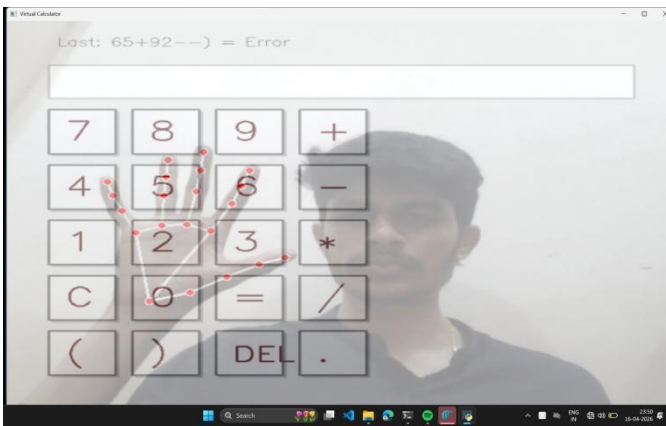 Virtual Calculator
Last: 65+92--) = Error
7 8 9 +
4 5 6 -
1 2 3 *
C 0 = /
( ) DEL .
Search
ENG
IN
23:50
16-04-2026